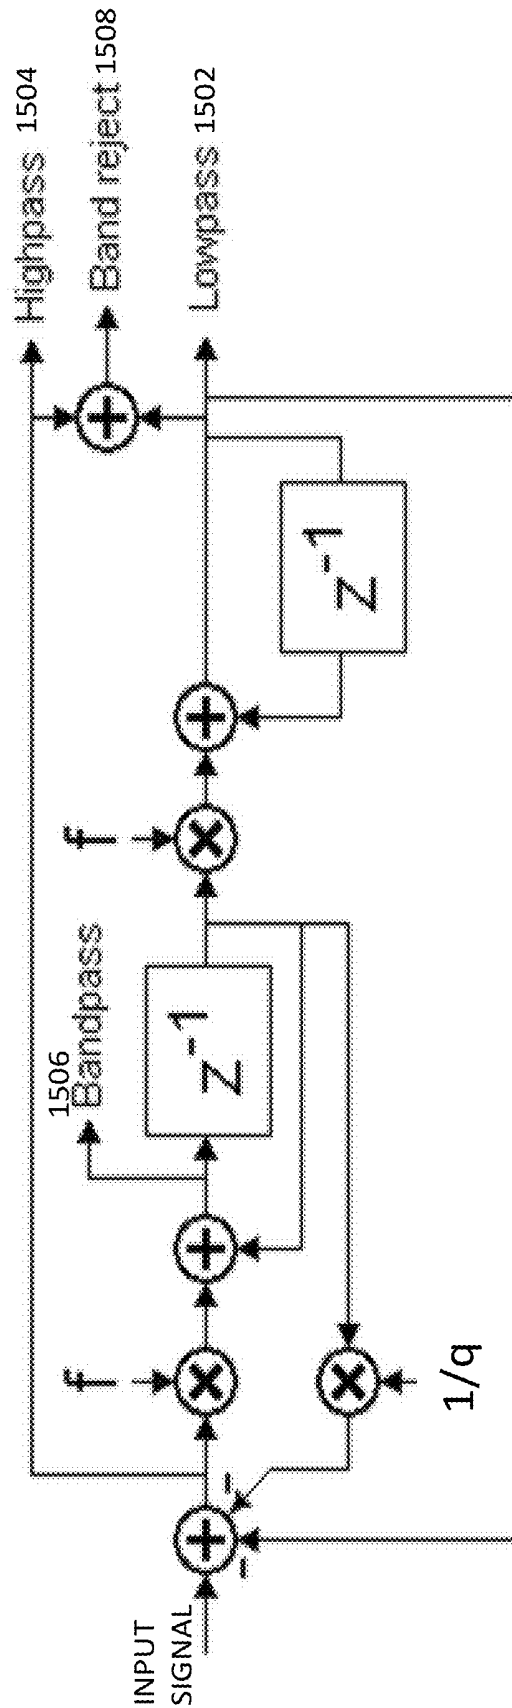 INPUT
SIGNAL
+
-
-
f
×
+
1506
Bandpass
z-1
1/q
×
f
×
+
z-1
+
Highpass 1504
Band reject 1508
Lowpass 1502